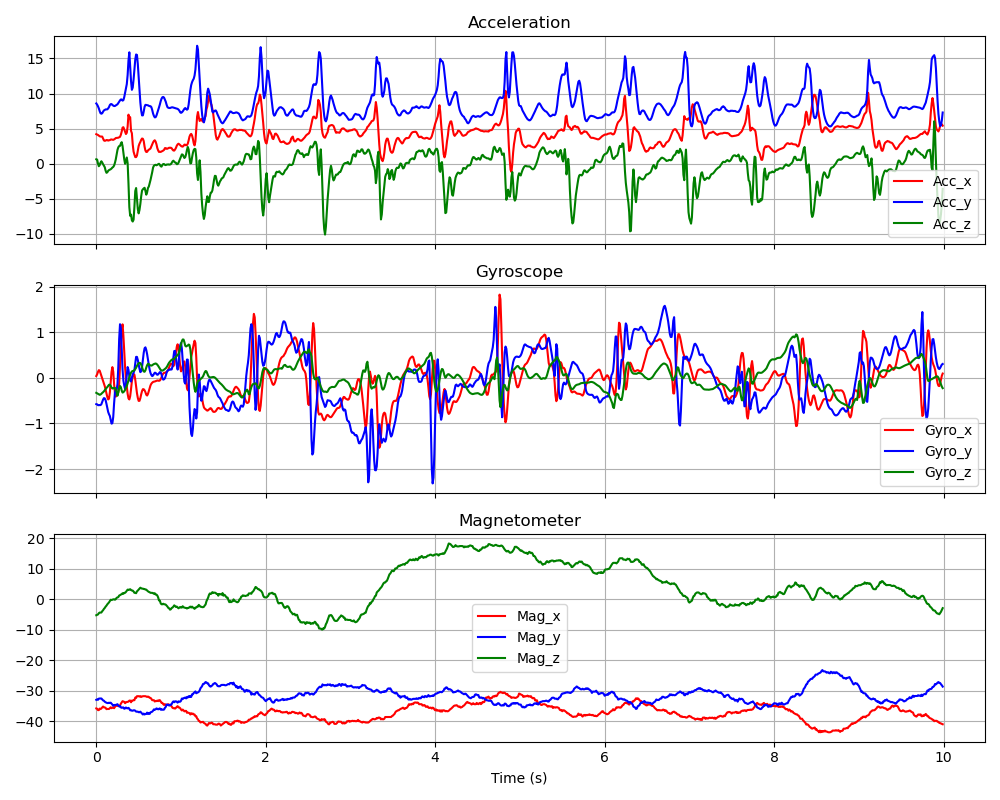 Acceleration
15
10
5
0
−5
−10
Acc_x
Acc_y
Acc_z
Gyroscope
2
1
0
−1
−2
Gyro_x
Gyro_y
Gyro_z
Magnetometer
20
10
0
−10
−20
−30
−40
Mag_x
Mag_y
Mag_z
0 2 4 6 8 10
Time (s)